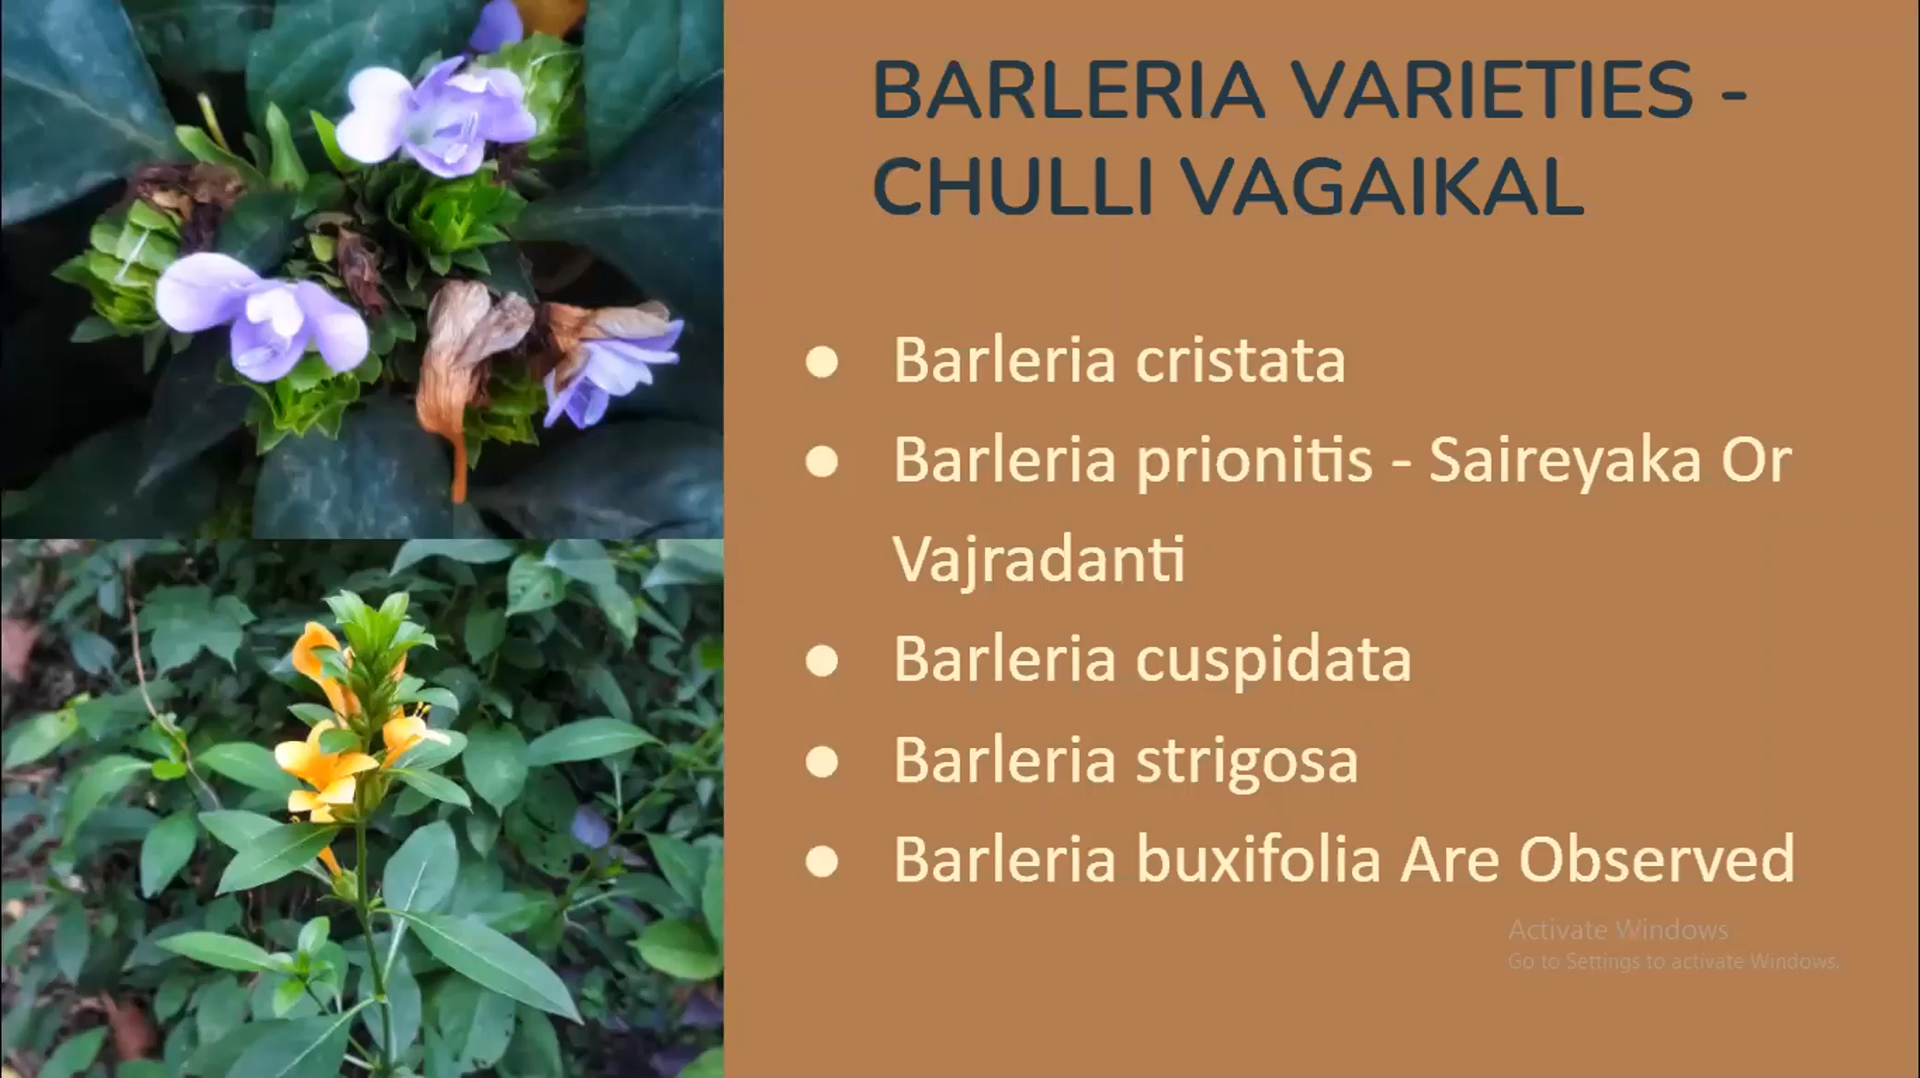 BARLERIA VARIETIES -
CHULLI VAGAIKAL
● Barleria cristata
● Barleria prionitis - Saireyaka Or
Vajradanti
● Barleria cuspidata
● Barleria strigosa
● Barleria buxifolia Are Observed
Activate Windows
Go to Settings to activate Windows.